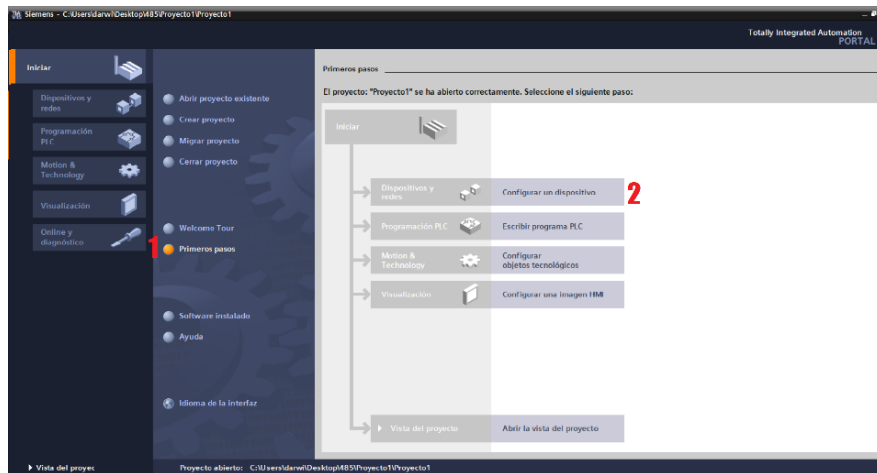 Siemens - C:\Users\darwi\Desktop\485\Proyecto1\Proyecto1
Totally Integrated Automation
PORTAL
Iniciar
Dispositivos y
redes
Programación
PLC
Motion &
Technology
Visualización
Online y
diagnóstico
Abrir proyecto existente
Crear proyecto
Migrar proyecto
Cerrar proyecto
Welcome Tour
1
Primeros pasos
Software instalado
Ayuda
Idioma de la interfaz
Primeros pasos
El proyecto: "Proyecto1" se ha abierto correctamente. Seleccione el siguiente paso:
Iniciar
Dispositivos y
redes
Configurar un dispositivo
2
Programación PLC
Escribir programa PLC
Motion &
Technology
Configurar
objetos tecnológicos
Visualización
Configurar una imagen HMI
Vista del proyecto
Abrir la vista del proyecto
Vista del proyec
Proyecto abierto: C:\Users\darwi\Desktop\485\Proyecto1\Proyecto1